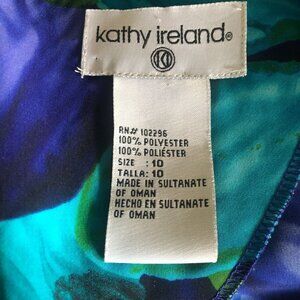 kathy ireland®
RN# 102296
100% POLYESTER
100% POLIÉSTER
SIZE : 10
TALLA: 10
MADE IN SULTANATE
OF OMAN
HECHO EN SULTANATE
OF OMAN